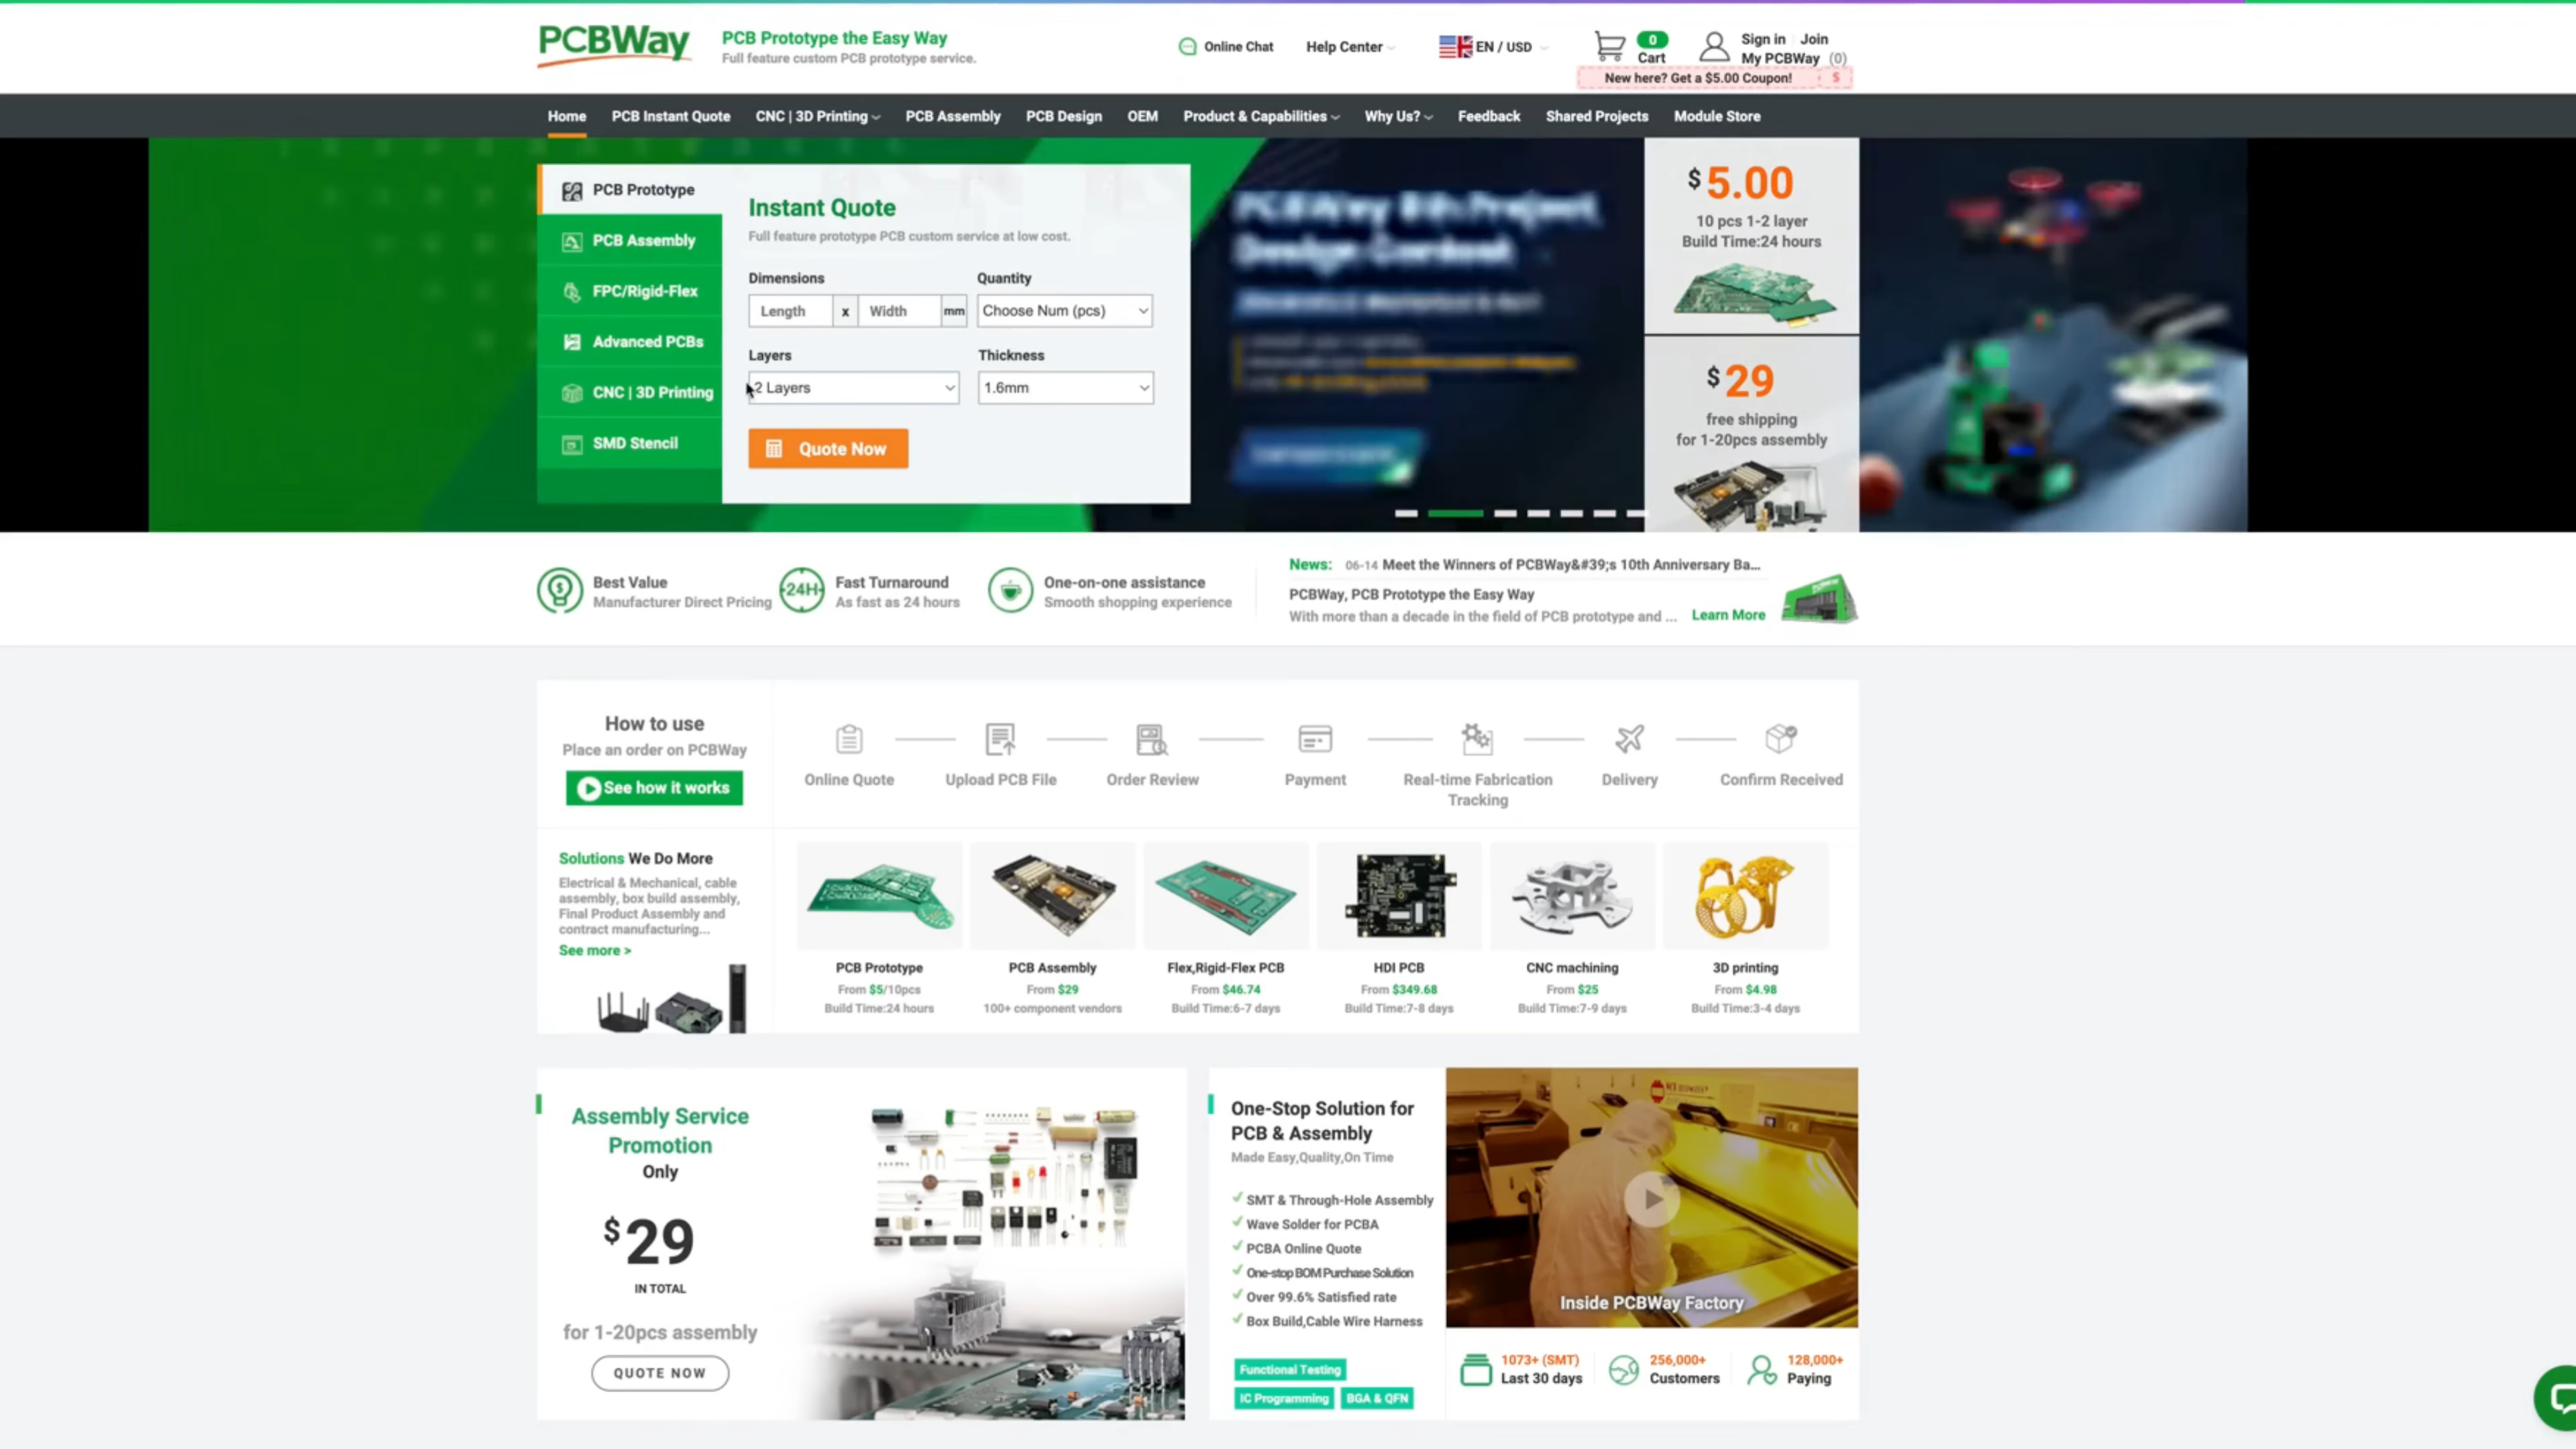 PCBWay
PCB Prototype the Easy Way
Full feature custom PCB prototype service.
Online Chat
Help Center
EN / USD
0
Cart
Sign in
Join
My PCBWay (0)
New here? Get a $5.00 Coupon!
$
Home
PCB Instant Quote
CNC | 3D Printing
PCB Assembly
PCB Design
OEM
Product & Capabilities
Why Us?
Feedback
Shared Projects
Module Store
PCB Prototype
PCB Assembly
FPC/Rigid-Flex
Advanced PCBs
CNC | 3D Printing
SMD Stencil
Instant Quote
Full feature prototype PCB custom service at low cost.
Dimensions
Quantity
Length
x
Width
mm
Choose Num (pcs)
Layers
Thickness
2 Layers
1.6mm
Quote Now
PCBWay 8th Project
Design Contest
$5.00
10 pcs 1-2 layer
Build Time:24 hours
$29
free shipping
for 1-20pcs assembly
Best Value
Manufacturer Direct Pricing
24H
Fast Turnaround
As fast as 24 hours
One-on-one assistance
Smooth shopping experience
News: 06-14 Meet the Winners of PCBWay&#39;s 10th Anniversary Ba...
PCBWay, PCB Prototype the Easy Way
With more than a decade in the field of PCB prototype and ...
Learn More
How to use
Place an order on PCBWay
See how it works
Online Quote
Upload PCB File
Order Review
Payment
Real-time Fabrication
Tracking
Delivery
Confirm Received
Solutions We Do More
Electrical & Mechanical, cable
assembly, box build assembly,
Final Product Assembly and
contract manufacturing...
See more >
PCB Prototype
From $5/10pcs
Build Time:24 hours
PCB Assembly
From $29
100+ component vendors
Flex,Rigid-Flex PCB
From $46.74
Build Time:6-7 days
HDI PCB
From $349.68
Build Time:7-8 days
CNC machining
From $25
Build Time:7-9 days
3D printing
From $4.98
Build Time:3-4 days
Assembly Service
Promotion
Only
$29
IN TOTAL
for 1-20pcs assembly
QUOTE NOW
One-Stop Solution for
PCB & Assembly
Made Easy,Quality,On Time
SMT & Through-Hole Assembly
Wave Solder for PCBA
PCBA Online Quote
One-stop BOM Purchase Solution
Over 99.6% Satisfied rate
Box Build,Cable Wire Harness
Functional Testing
IC Programming
BGA & QFN
Inside PCBWay Factory
1073+ (SMT)
Last 30 days
256,000+
Customers
128,000+
Paying